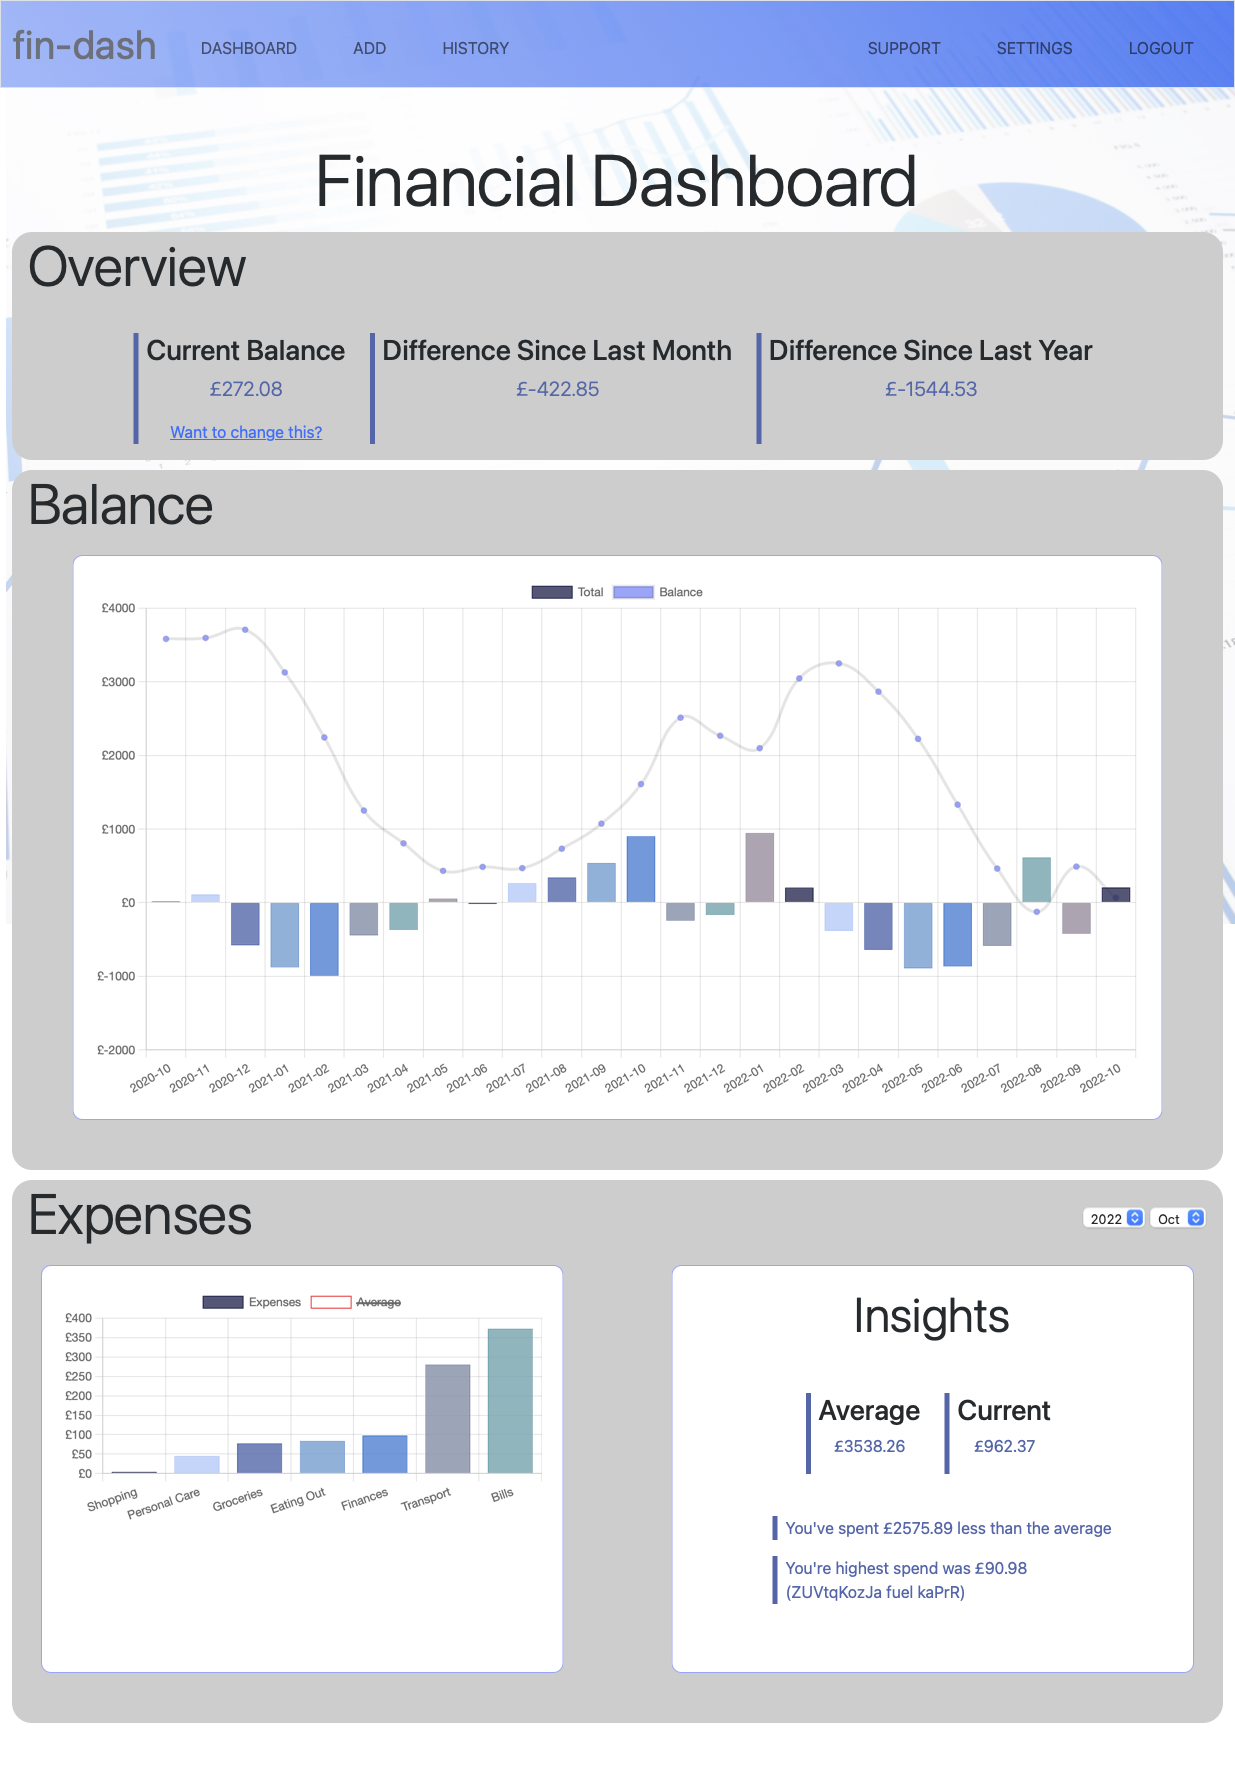 fin-dash DASHBOARD ADD HISTORY SUPPORT SETTINGS LOGOUT
Financial Dashboard
Overview
Current Balance Difference Since Last Month Difference Since Last Year
£272.08 £-422.85 £-1544.53
Want to change this?
Balance
Total Balance
£4000
£3000
£2000
£1000
£0
£-1000
£-2000
2020-10 2020-11 2020-12 2021-01 2021-02 2021-03 2021-04 2021-05 2021-06 2021-07 2021-08 2021-09 2021-10 2021-11 2021-12 2022-01 2022-02 2022-03 2022-04 2022-05 2022-06 2022-07 2022-08 2022-09 2022-10
Expenses 2022 Oct
Expenses Average
£400
£350
£300
£250
£200
£150
£100
£50
£0
Shopping Personal Care Groceries Eating Out Finances Transport Bills
Insights
Average Current
£3538.26 £962.37
You've spent £2575.89 less than the average
You're highest spend was £90.98
(ZUVtqKozJa fuel kaPrR)